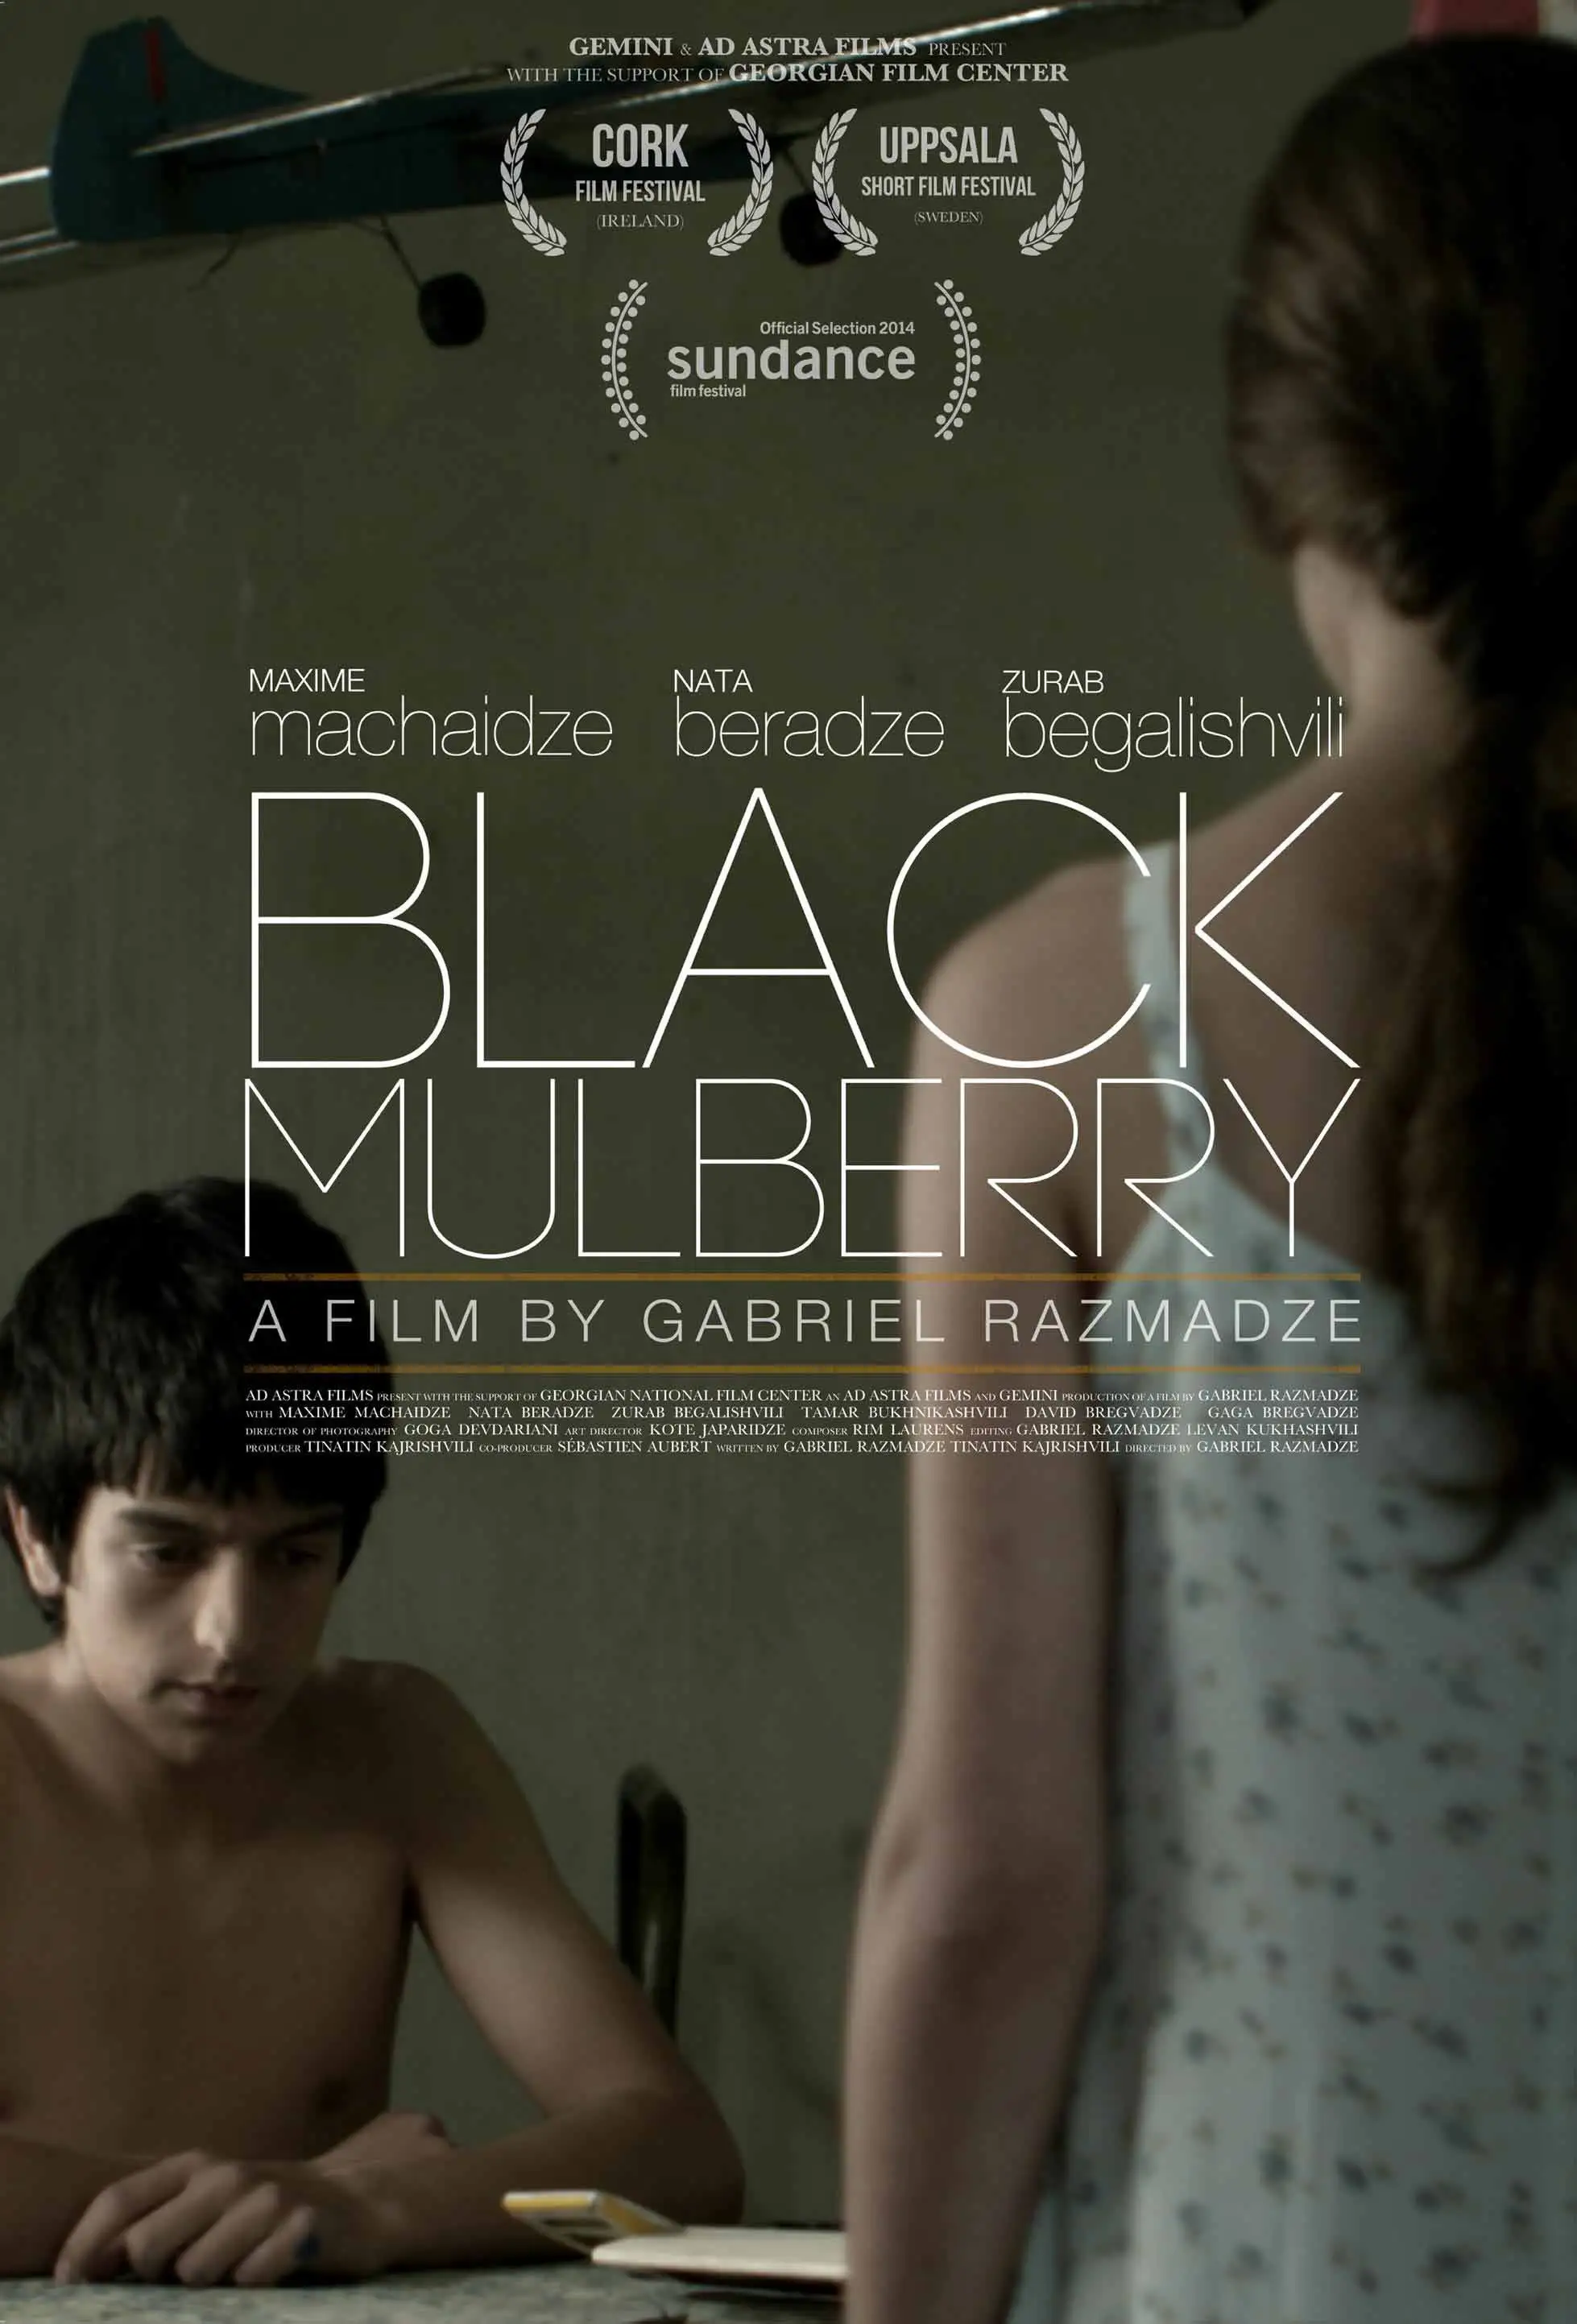 GEMINI & AD ASTRA FILMS PRESENT
WITH THE SUPPORT OF GEORGIAN FILM CENTER
CORK
FILM FESTIVAL
(IRELAND)
UPPSALA
SHORT FILM FESTIVAL
(SWEDEN)
Official Selection 2014
sundance
film festival
MAXIME
machaidze
NATA
beradze
ZURAB
begalishvili
BLACK
MULBERRY
A FILM BY GABRIEL RAZMADZE
AD ASTRA FILMS PRESENT WITH THE SUPPORT OF GEORGIAN NATIONAL FILM CENTER AN AD ASTRA FILMS AND GEMINI PRODUCTION OF A FILM BY GABRIEL RAZMADZE
WITH MAXIME MACHAIDZE NATA BERADZE ZURAB BEGALISHVILI TAMAR BUKHNIKASHVILI DAVID BREGVADZE GAGA BREGVADZE
DIRECTOR OF PHOTOGRAPHY GOGA DEVDARIANI ART DIRECTOR KOTE JAPARIDZE COMPOSER RIM LAURENS EDITING GABRIEL RAZMADZE LEVAN KUKHASHVILI
PRODUCER TINATIN KAJRISHVILI CO-PRODUCER SÉBASTIEN AUBERT WRITTEN BY GABRIEL RAZMADZE TINATIN KAJRISHVILI DIRECTED BY GABRIEL RAZMADZE